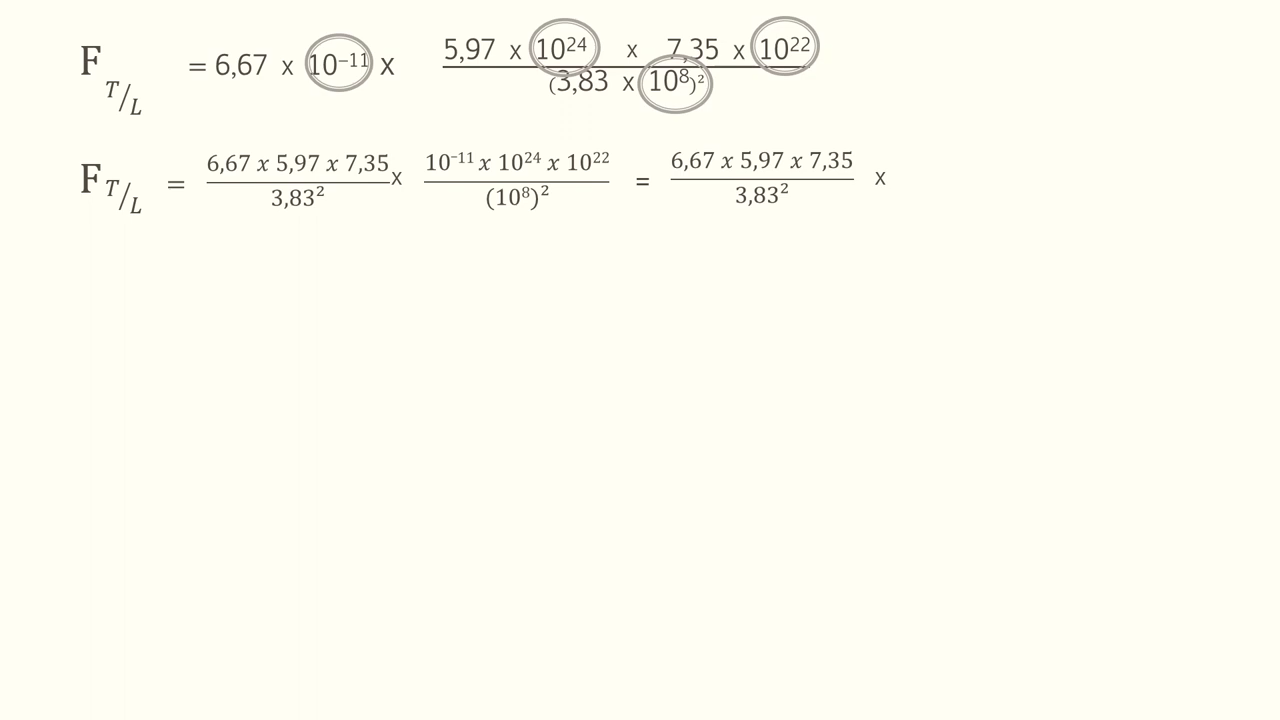 F T/L = 6,67 x 10⁻¹¹ x 5,97 x 10²⁴ x 7,35 x 10²²
(3,83 x 10⁸)²
F T/L = 6,67 x 5,97 x 7,35 x 10⁻¹¹ x 10²⁴ x 10²² = 6,67 x 5,97 x 7,35 x
3,83² (10⁸)² 3,83²